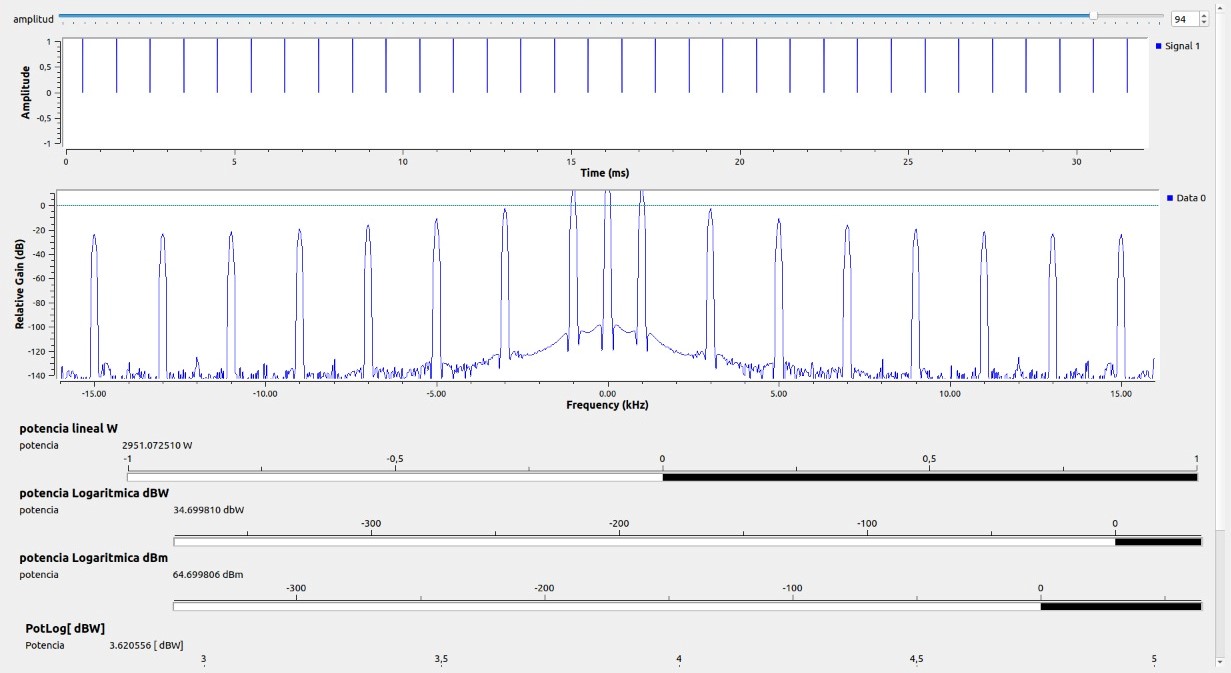 amplitud 94
1
0,5
0
-0,5
-1
Amplitude
Signal 1
0 5 10 15 20 25 30
Time (ms)
0
-20
-40
-60
-80
-100
-120
-140
Relative Gain (dB)
Data 0
-15.00 -10.00 -5.00 0.00 5.00 10.00 15.00
Frequency (kHz)
potencia lineal W
potencia 2951.072510 W
-1 -0,5 0 0,5 1
potencia Logaritmica dBW
potencia 34.699810 dbW
-300 -200 -100 0
potencia Logaritmica dBm
potencia 64.699806 dBm
-300 -200 -100 0
PotLog[ dBW]
Potencia 3.620556 [ dBW]
3 3,5 4 4,5 5